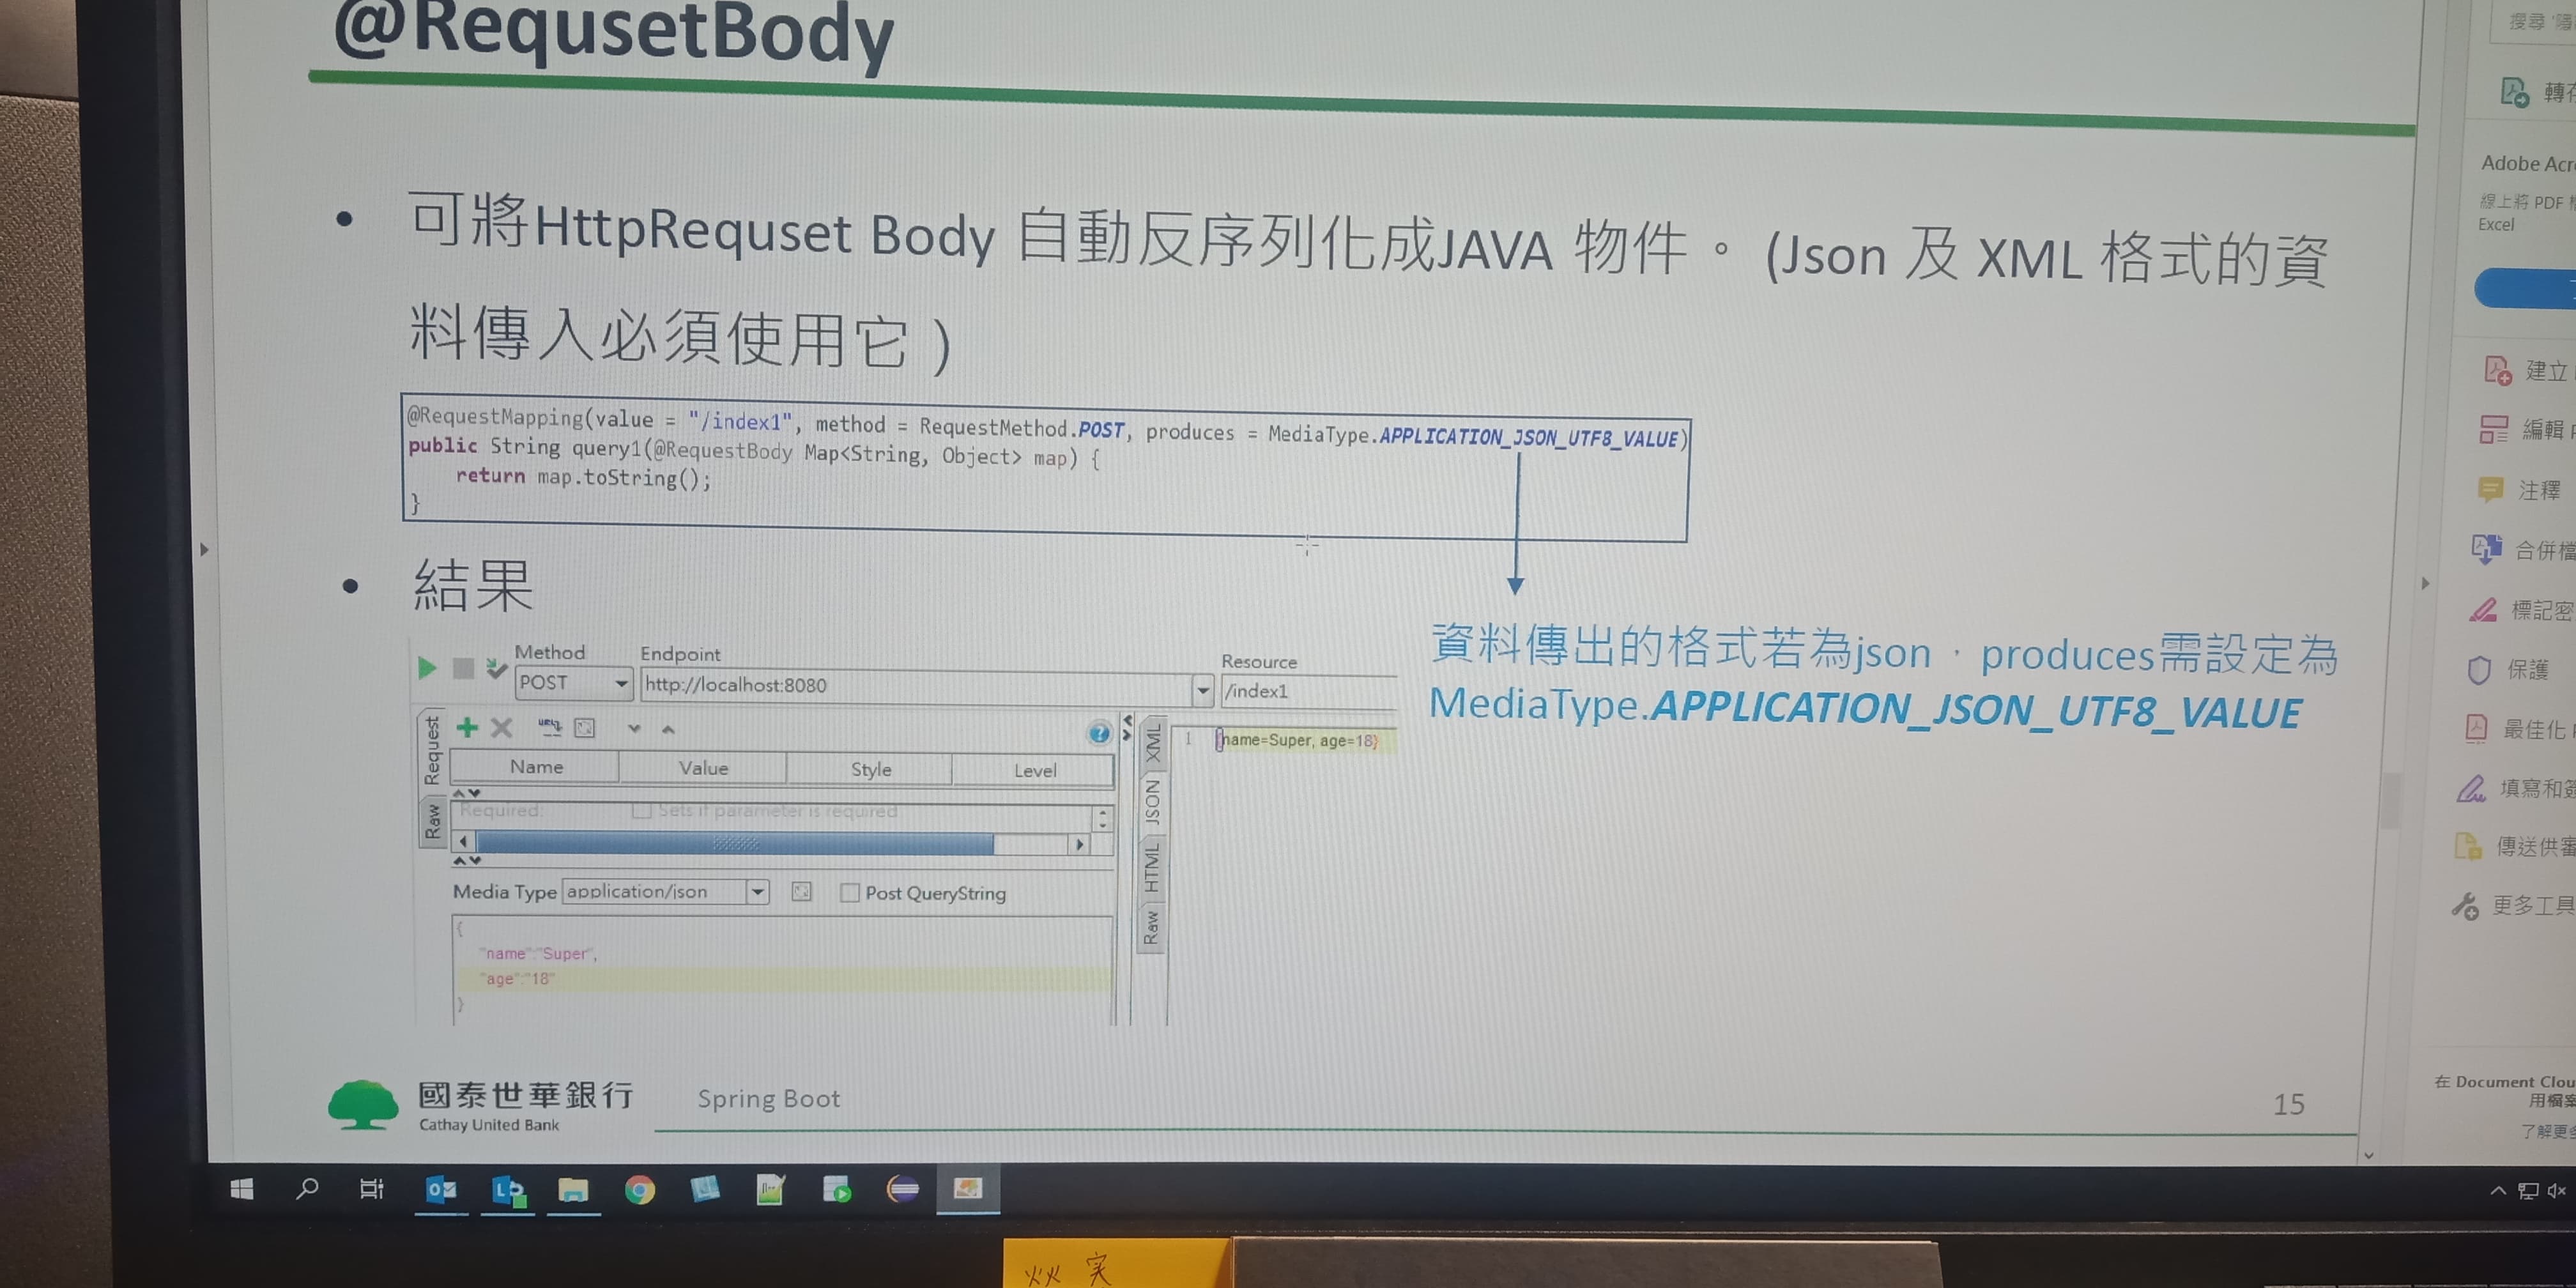 @RequsetBody
• 可將HttpRequset Body 自動反序列化成JAVA 物件。 (Json 及 XML 格式的資
料傳入必須使用它 )
@RequestMapping(value = "/index1", method = RequestMethod.POST, produces = MediaType.APPLICATION_JSON_UTF8_VALUE)
public String query1(@RequestBody Map<String, Object> map) {
return map.toString();
}
• 結果
資料傳出的格式若為json，produces需設定為
MediaType.APPLICATION_JSON_UTF8_VALUE
Method
Endpoint
Resource
POST
http://localhost:8080
/index1
Request
Raw
Name
Value
Style
Level
Required:
Sets if parameter is required
Media Type
application/json
Post QueryString
{
"name":"Super",
"age":"18"
}
XML
JSON
HTML
Raw
1
{name=Super, age=18}
國泰世華銀行
Cathay United Bank
Spring Boot
15
搜尋
轉存
Adobe Acr
線上將 PDF
Excel
建立
編輯
注釋
合併檔
標記密
保護
最佳化
填寫和簽
傳送供審
更多工具
在 Document Clou
用檔案
了解更多